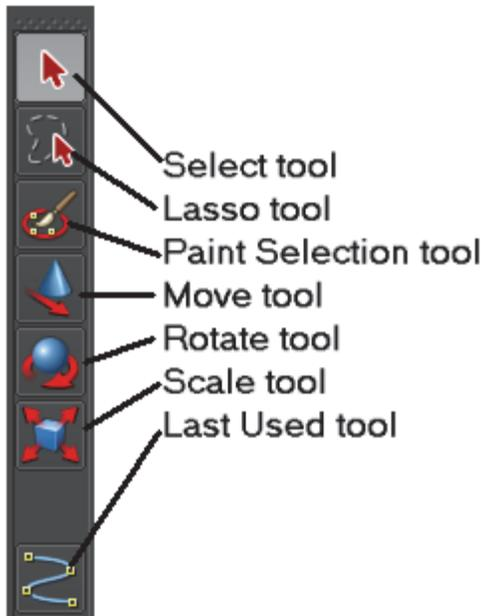 Select tool
Lasso tool
Paint Selection tool
Move tool
Rotate tool
Scale tool
Last Used tool